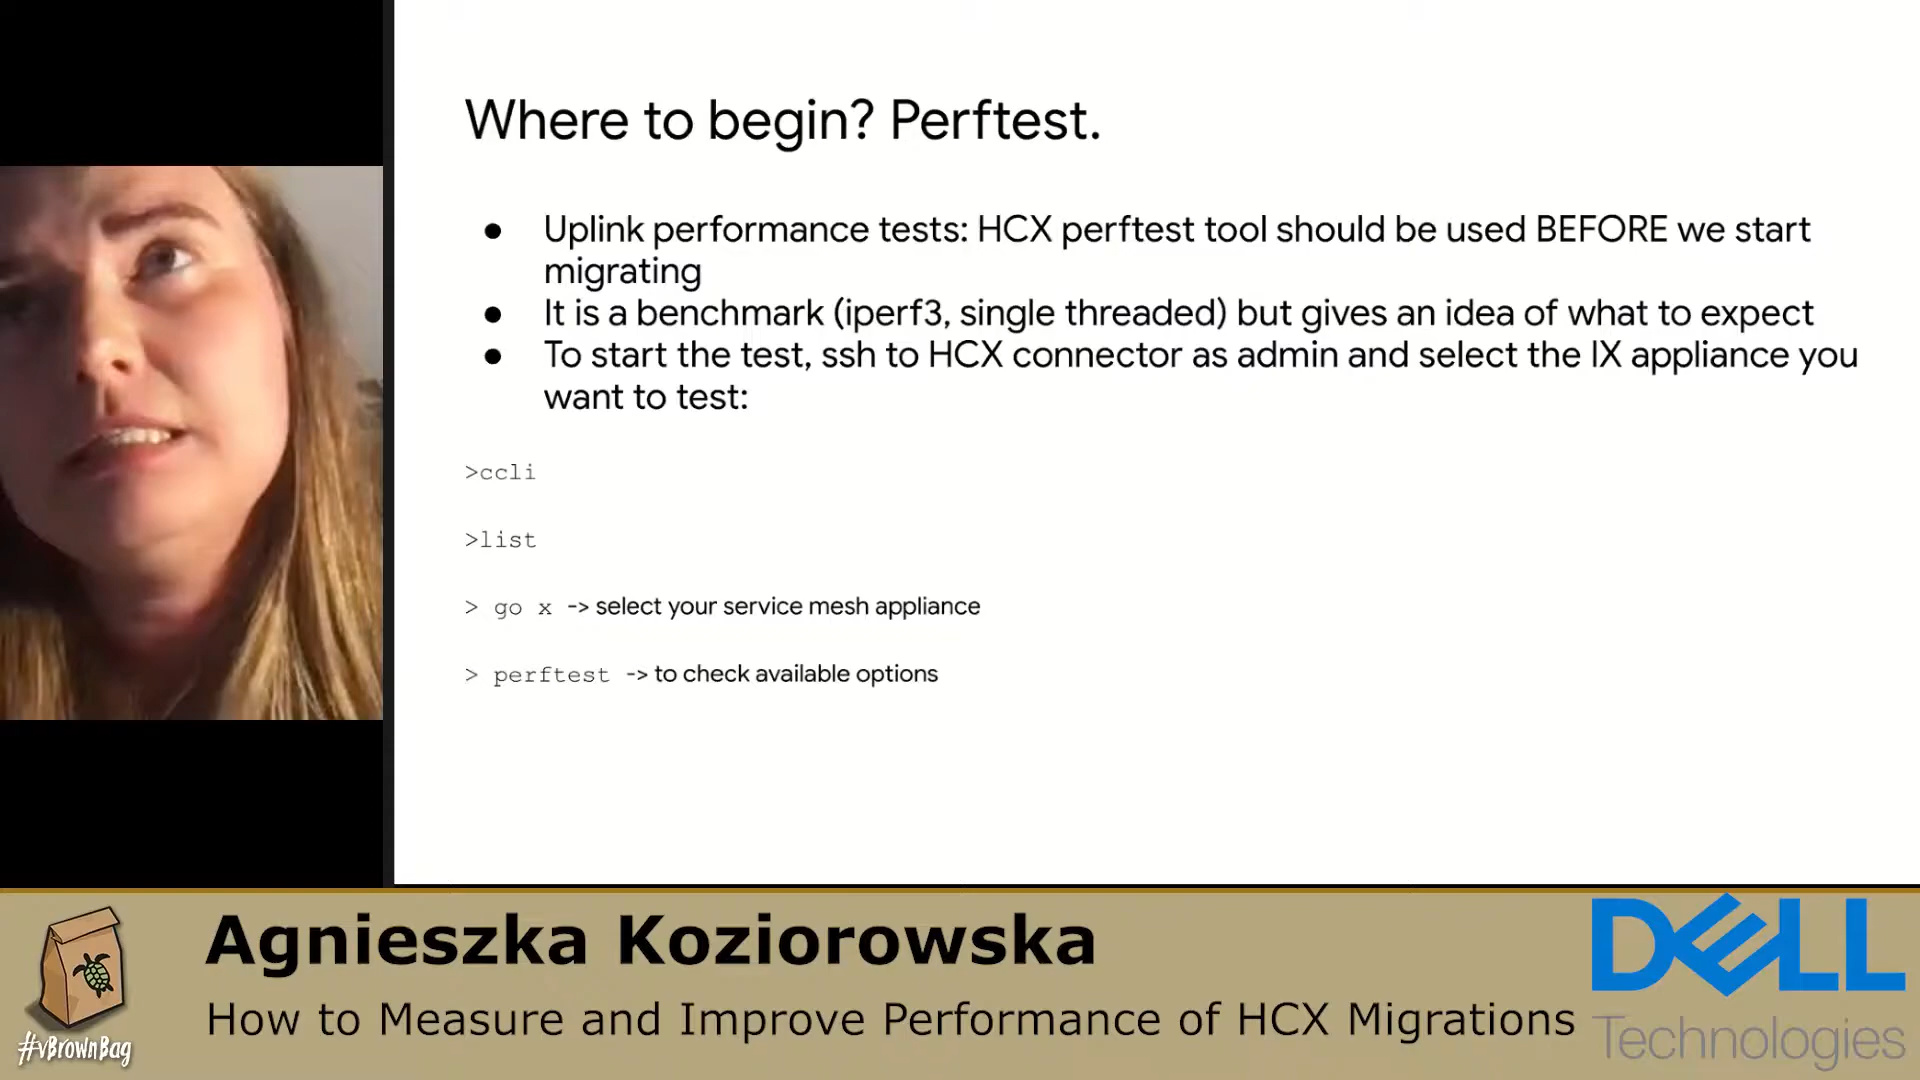 Where to begin? Perftest.
● Uplink performance tests: HCX perftest tool should be used BEFORE we start
migrating
● It is a benchmark (iperf3, single threaded) but gives an idea of what to expect
● To start the test, ssh to HCX connector as admin and select the IX appliance you
want to test:
>ccli
>list
> go x -> select your service mesh appliance
> perftest -> to check available options
Agnieszka Koziorowska
How to Measure and Improve Performance of HCX Migrations
#vBrownBag
DELL
Technologies